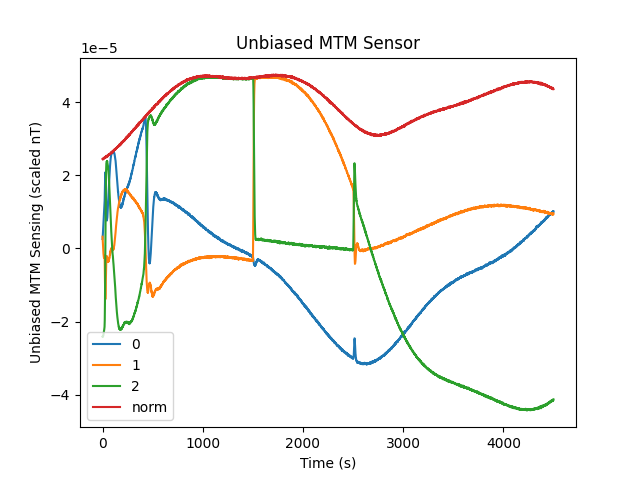 Unbiased MTM Sensor
1e−5
Unbiased MTM Sensing (scaled nT)
4
2
0
−2
−4
0
1
2
norm
0 1000 2000 3000 4000
Time (s)